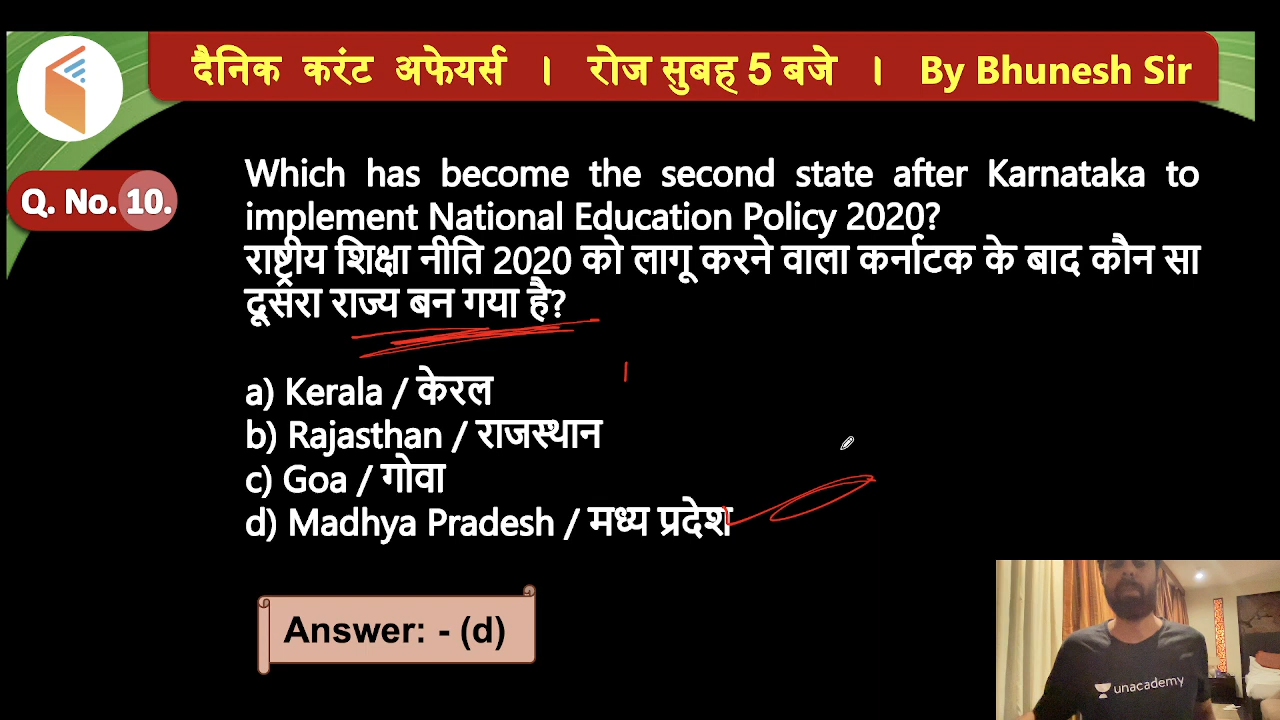 दैनिक करंट अफेयर्स । रोज सुबह 5 बजे । By Bhunesh Sir
Q. No. 10.
Which has become the second state after Karnataka to
implement National Education Policy 2020?
राष्ट्रीय शिक्षा नीति 2020 को लागू करने वाला कर्नाटक के बाद कौन सा
दूसरा राज्य बन गया है?
a) Kerala / केरल
b) Rajasthan / राजस्थान
c) Goa / गोवा
d) Madhya Pradesh / मध्य प्रदेश
Answer: - (d)
unacademy